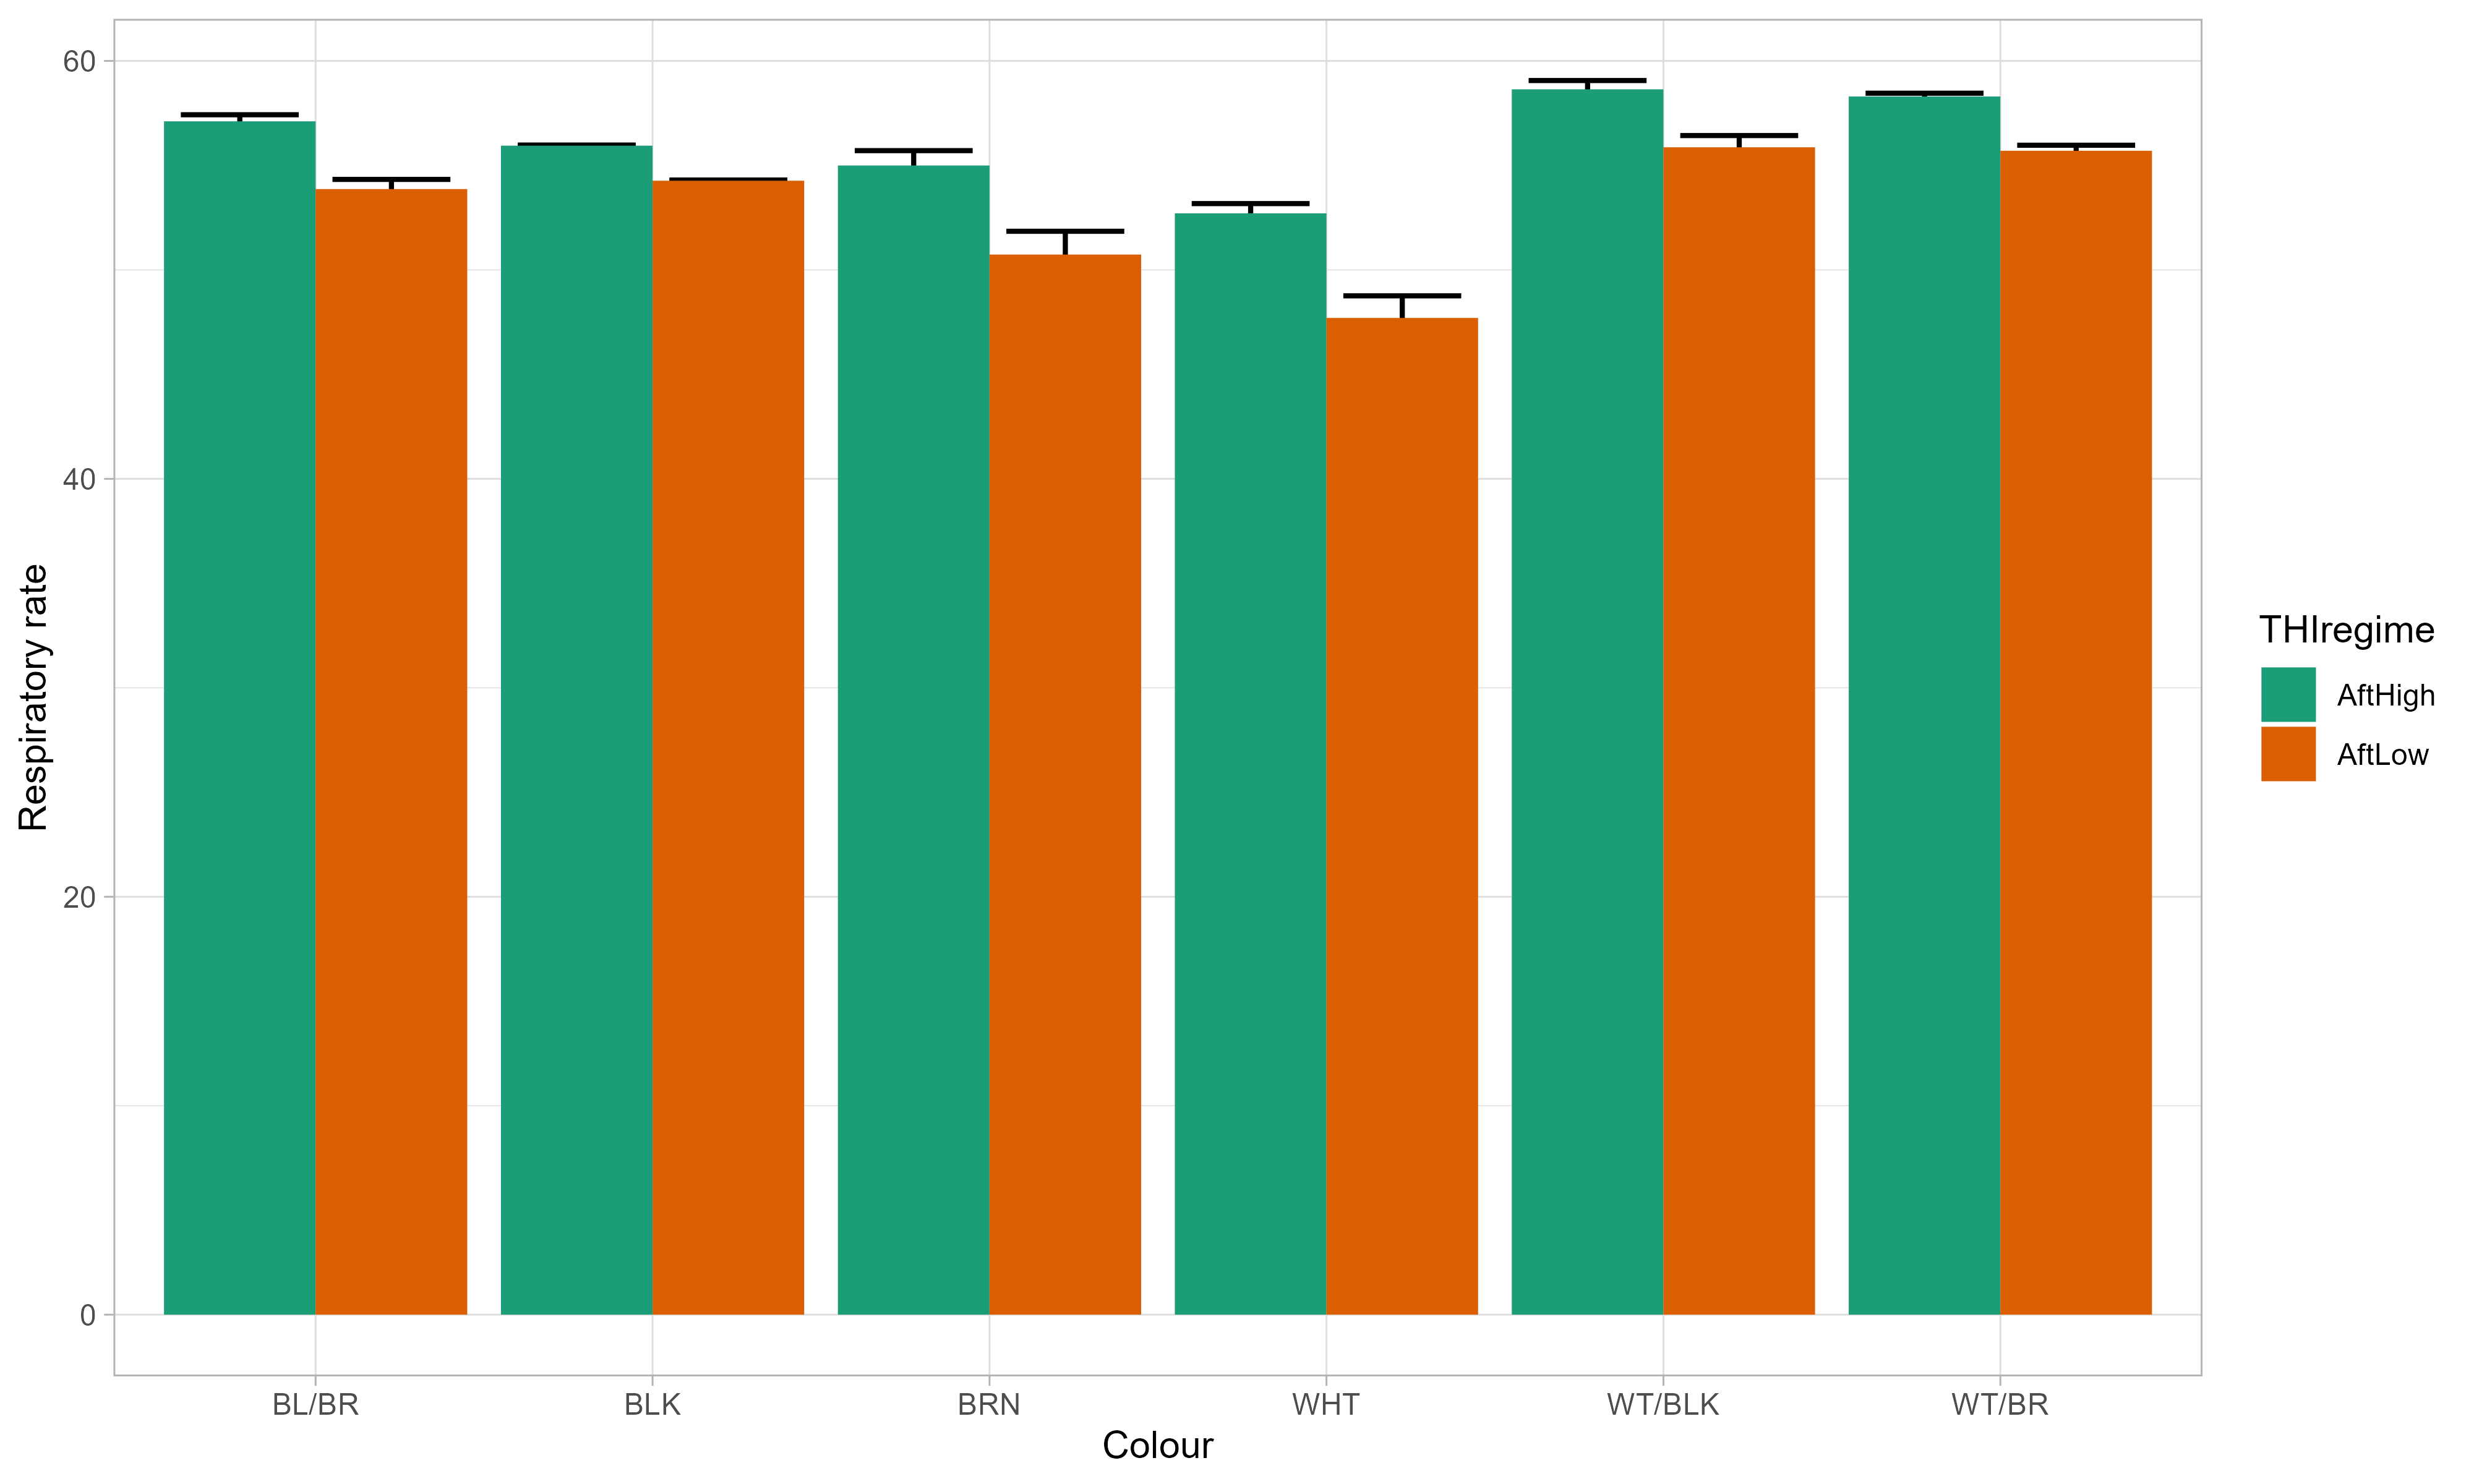 60
40
20
0
Respiratory rate
BL/BR BLK BRN WHT WT/BLK WT/BR
Colour
THIregime
AftHigh
AftLow